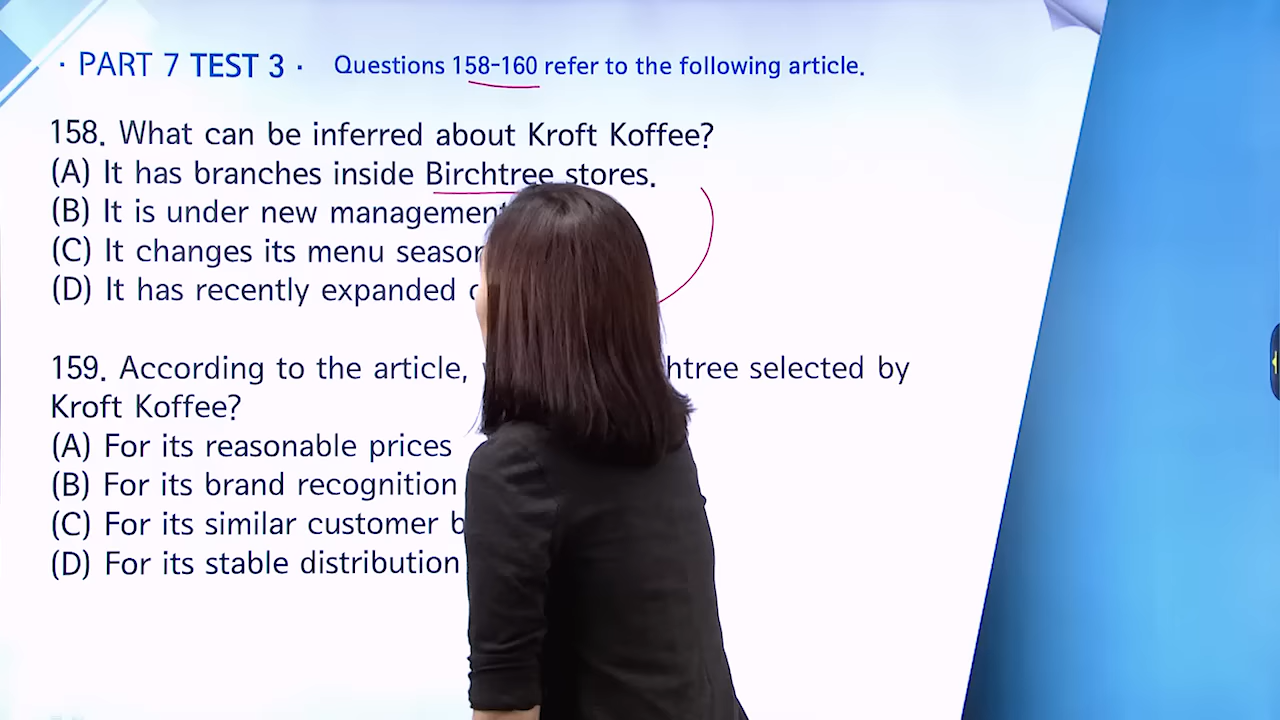 · PART 7 TEST 3 · Questions 158-160 refer to the following article.
158. What can be inferred about Kroft Koffee?
(A) It has branches inside Birchtree stores.
(B) It is under new
(C) It changes its menu
(D) It has recently expanded
159. According to the article, selected by
Kroft Koffee?
(A) For its reasonable prices
(B) For its brand recognition
(C) For its similar customer
(D) For its stable distribution